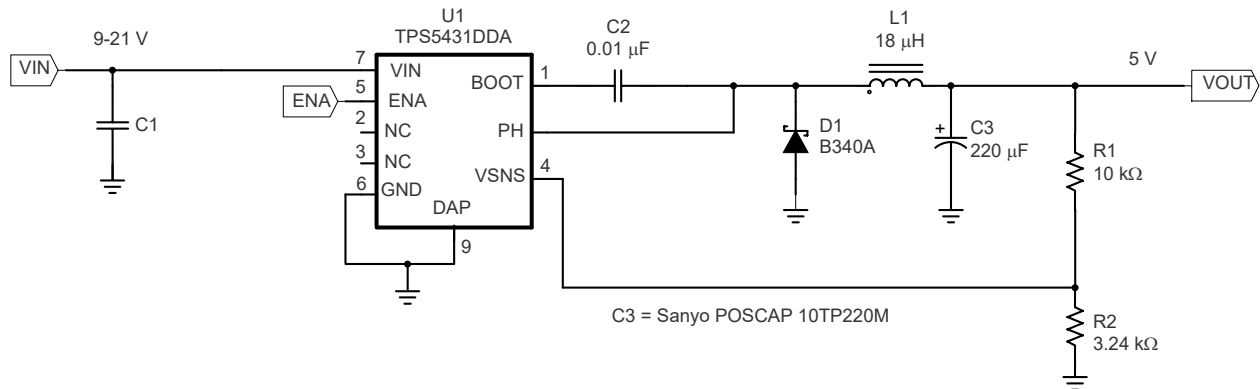 U1
TPS5431DDA
9-21 V
VIN
C1
ENA
7
5
2
3
6
VIN
ENA
NC
NC
GND
DAP
9
BOOT
PH
VSNS
1
4
C2
0.01 µF
L1
18 µH
D1
B340A
C3
+
220 µF
5 V
VOUT
R1
10 kΩ
R2
3.24 kΩ
C3 = Sanyo POSCAP 10TP220M